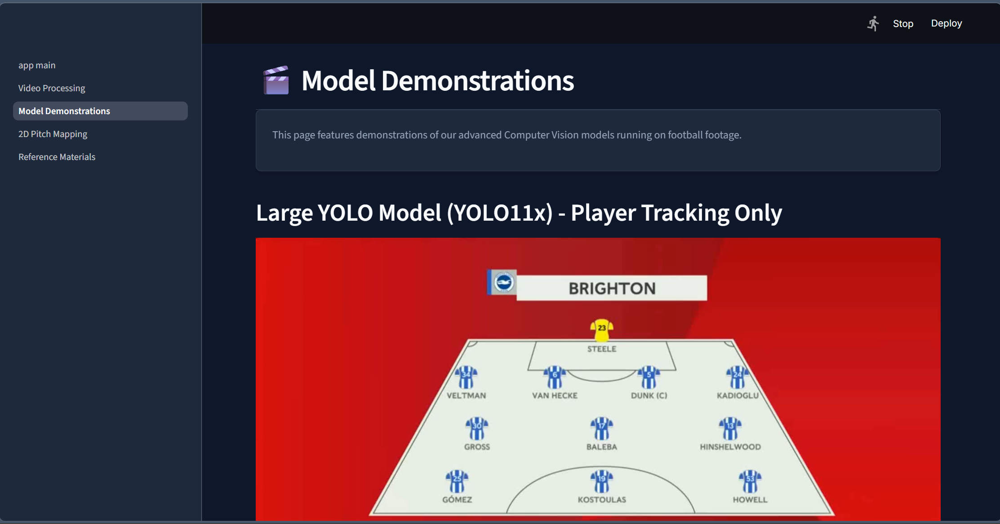 Stop Deploy
app main
Video Processing
Model Demonstrations
2D Pitch Mapping
Reference Materials
Model Demonstrations
This page features demonstrations of our advanced Computer Vision models running on football footage.
Large YOLO Model (YOLO11x) - Player Tracking Only
BRIGHTON
23
STEELE
34 6 5 24
VELTMAN VAN HECKE DUNK (C) KADIOGLU
30 17 13
GROSS BALEBA HINSHELWOOD
25 19 53
GÓMEZ KOSTOULAS HOWELL